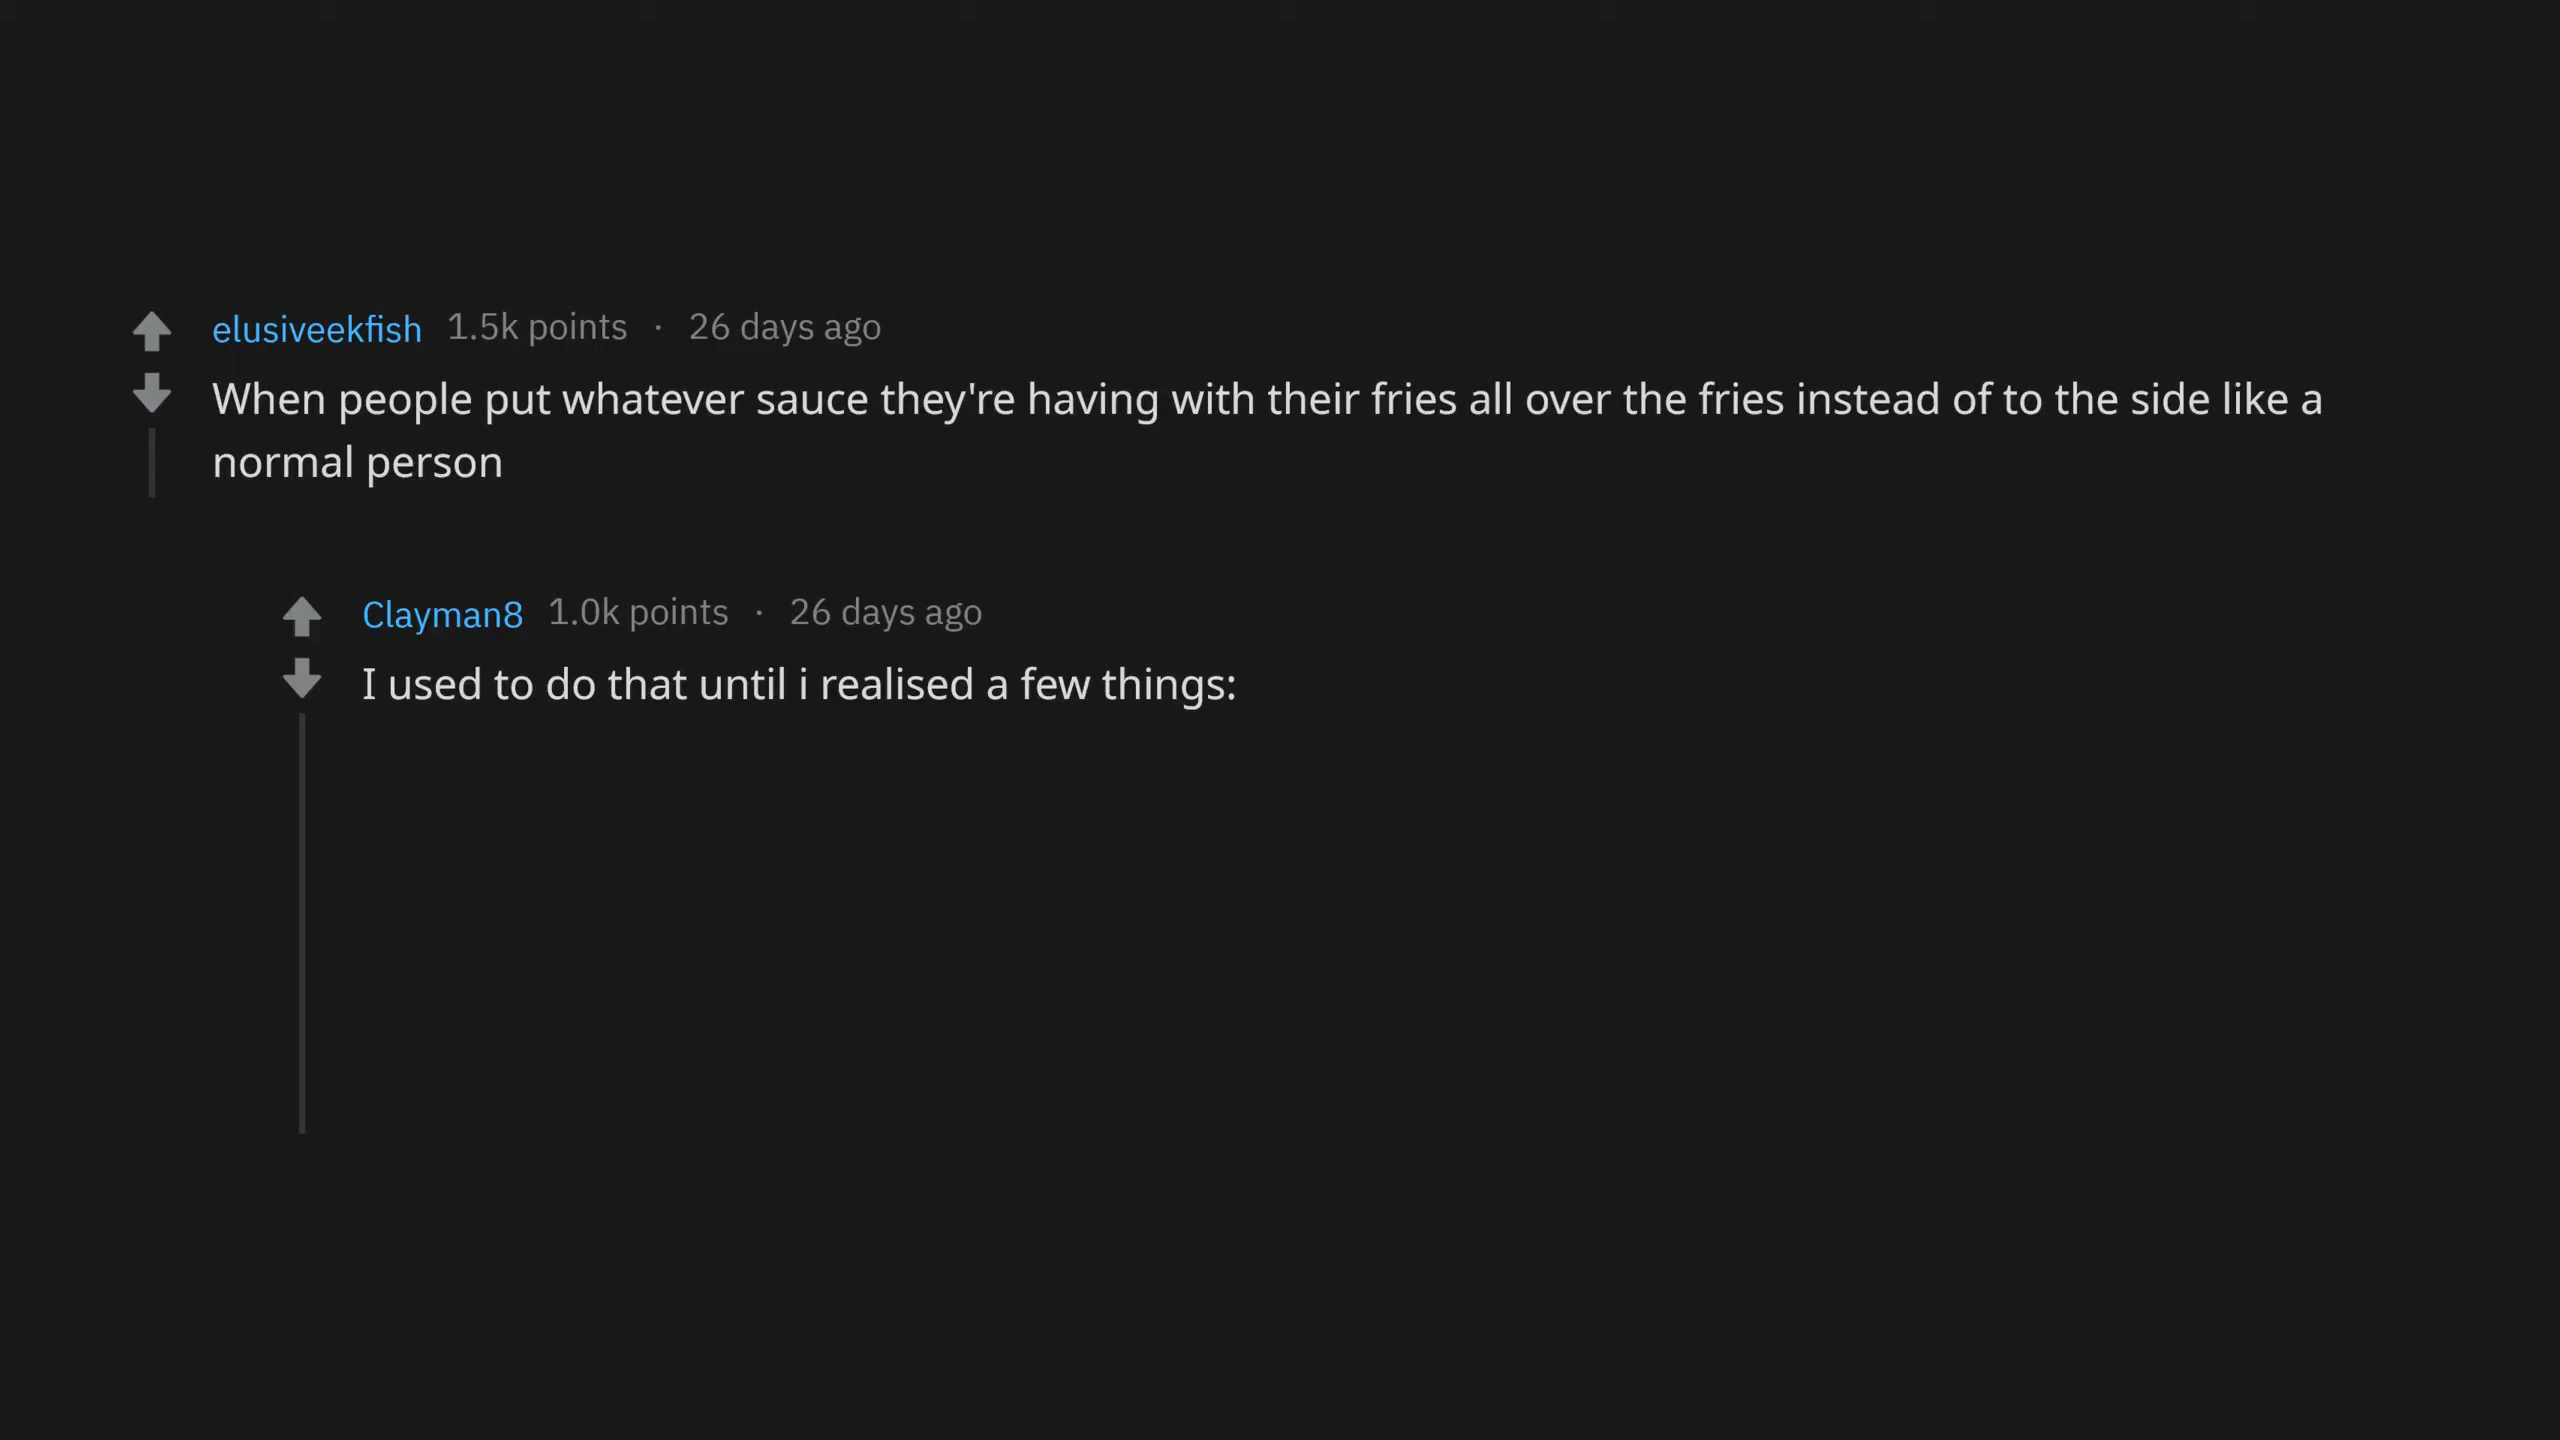 elusiveekfish 1.5k points · 26 days ago
When people put whatever sauce they're having with their fries all over the fries instead of to the side like a
normal person
Clayman8 1.0k points · 26 days ago
I used to do that until i realised a few things: